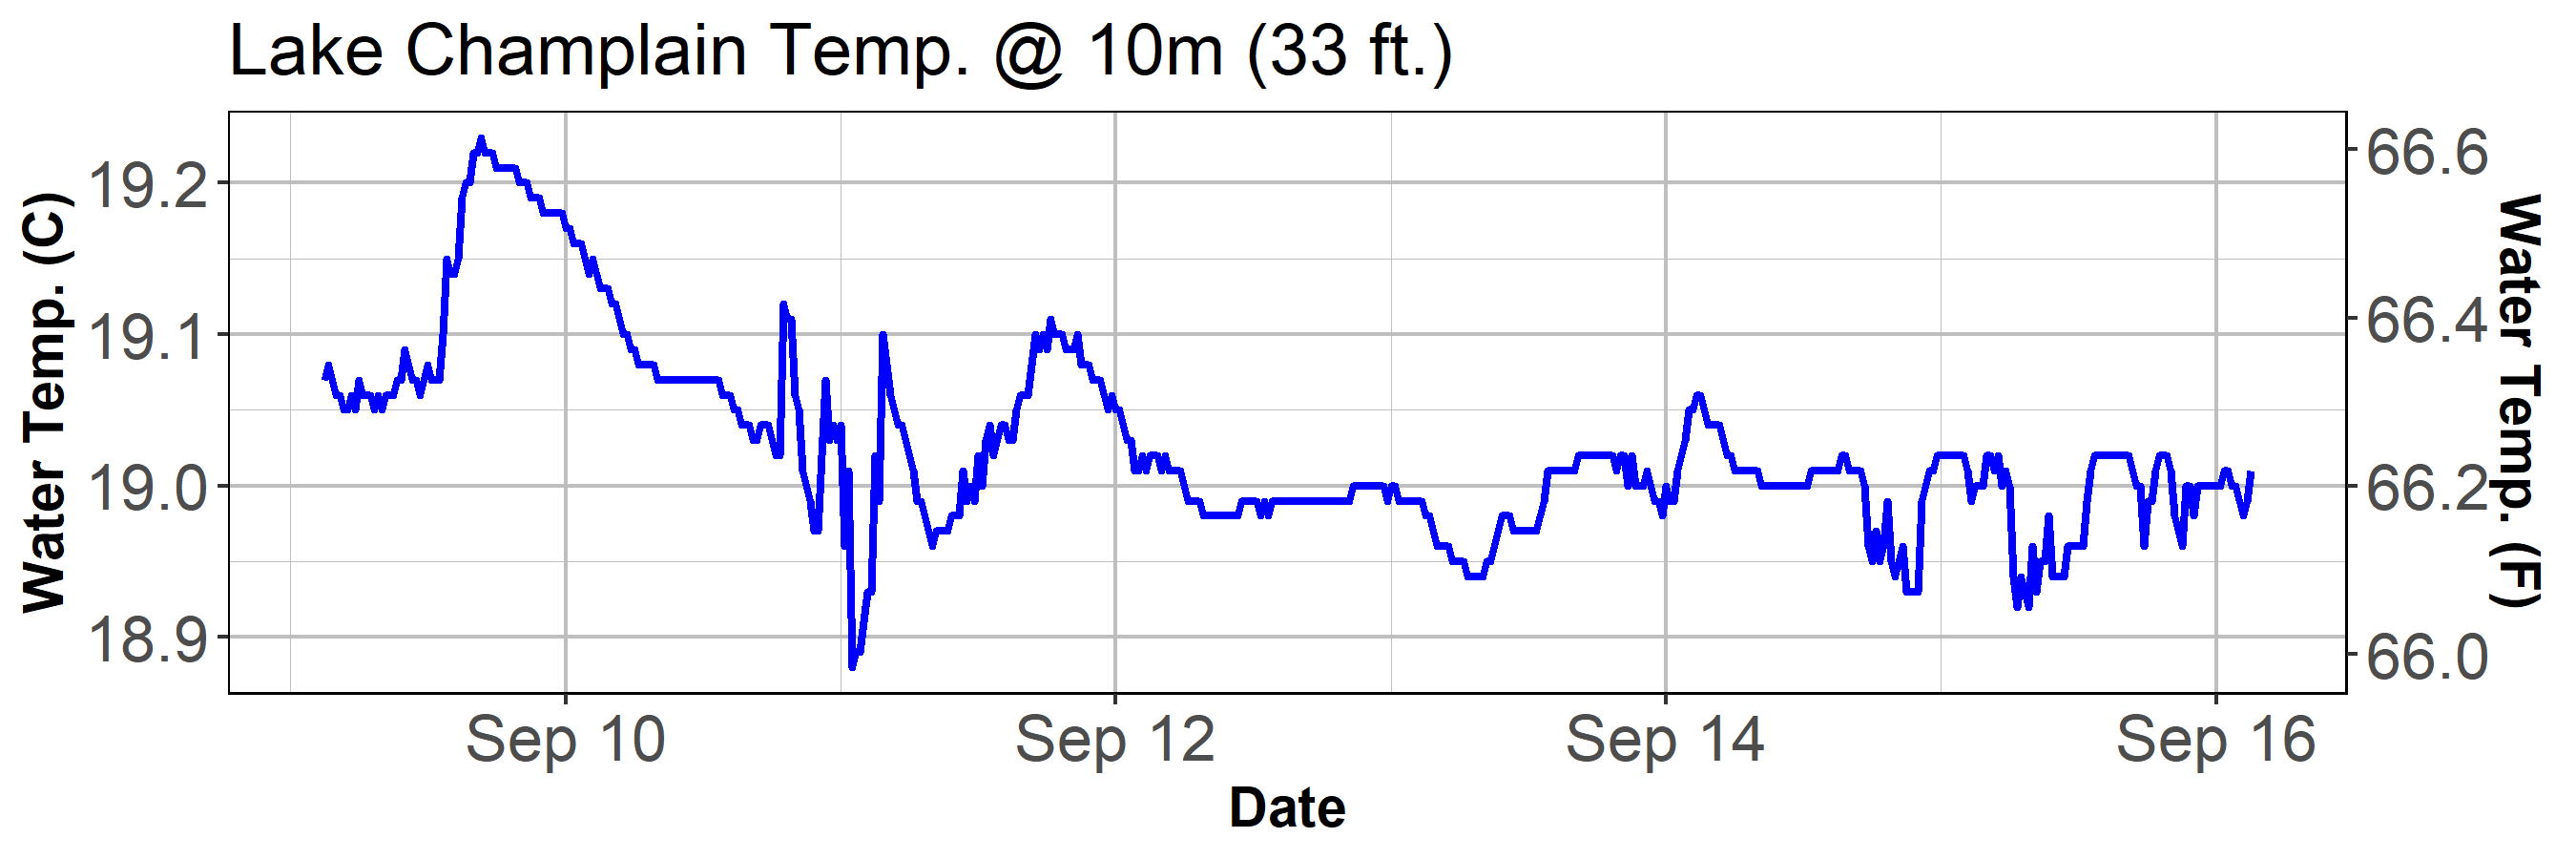 Lake Champlain Temp. @ 10m (33 ft.)
Water Temp. (C)
19.2
19.1
19.0
18.9
66.6
66.4
66.2
66.0
Water Temp. (F)
Sep 10 Sep 12 Sep 14 Sep 16
Date